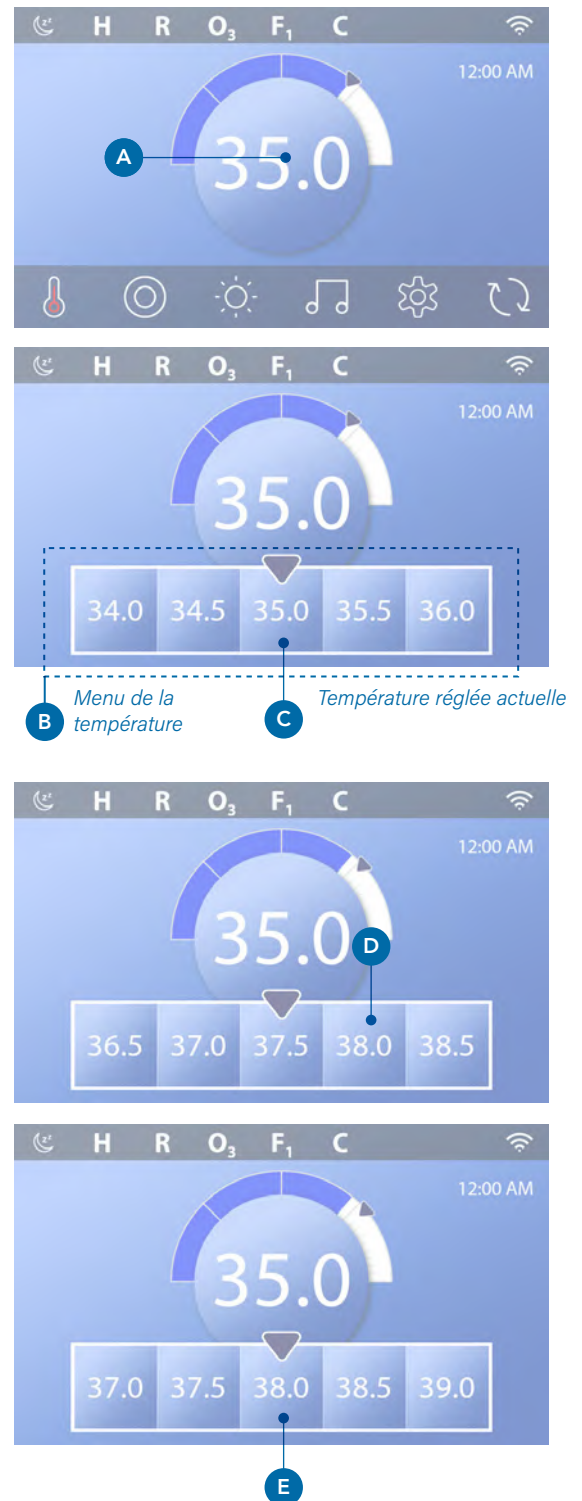 H R O₃ F₁ C
12:00 AM
A
35.0
H R O₃ F₁ C
12:00 AM
35.0
34.0 34.5 35.0 35.5 36.0
B
Menu de la
température
C
Température réglée actuelle
H R O₃ F₁ C
12:00 AM
35.0
D
36.5 37.0 37.5 38.0 38.5
H R O₃ F₁ C
12:00 AM
35.0
37.0 37.5 38.0 38.5 39.0
E